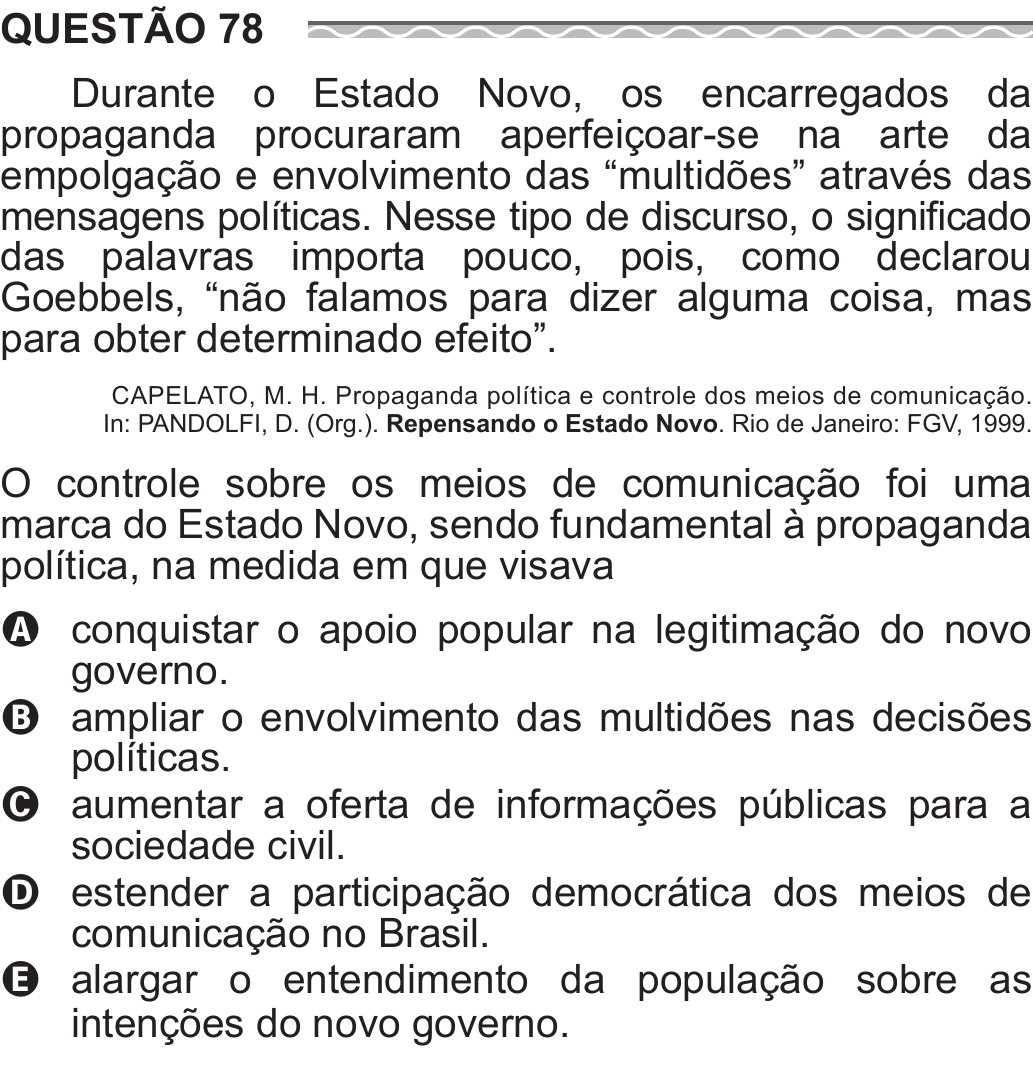 QUESTÃO 78
Durante o Estado Novo, os encarregados da
propaganda procuraram aperfeiçoar-se na arte da
empolgação e envolvimento das “multidões” através das
mensagens políticas. Nesse tipo de discurso, o significado
das palavras importa pouco, pois, como declarou
Goebbels, “não falamos para dizer alguma coisa, mas
para obter determinado efeito”.
CAPELATO, M. H. Propaganda política e controle dos meios de comunicação.
In: PANDOLFI, D. (Org.). Repensando o Estado Novo. Rio de Janeiro: FGV, 1999.
O controle sobre os meios de comunicação foi uma
marca do Estado Novo, sendo fundamental à propaganda
política, na medida em que visava
A conquistar o apoio popular na legitimação do novo
governo.
B ampliar o envolvimento das multidões nas decisões
políticas.
C aumentar a oferta de informações públicas para a
sociedade civil.
D estender a participação democrática dos meios de
comunicação no Brasil.
E alargar o entendimento da população sobre as
intenções do novo governo.